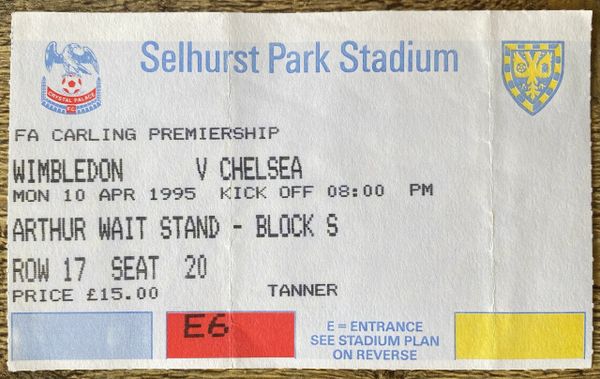 Selhurst Park Stadium
CRYSTAL PALACE
FC
FA CARLING PREMIERSHIP
WIMBLEDON V CHELSEA
MON 10 APR 1995 KICK OFF 08:00 PM
ARTHUR WAIT STAND - BLOCK S
ROW 17 SEAT 20
PRICE £15.00 TANNER
E6
E = ENTRANCE
SEE STADIUM PLAN
ON REVERSE